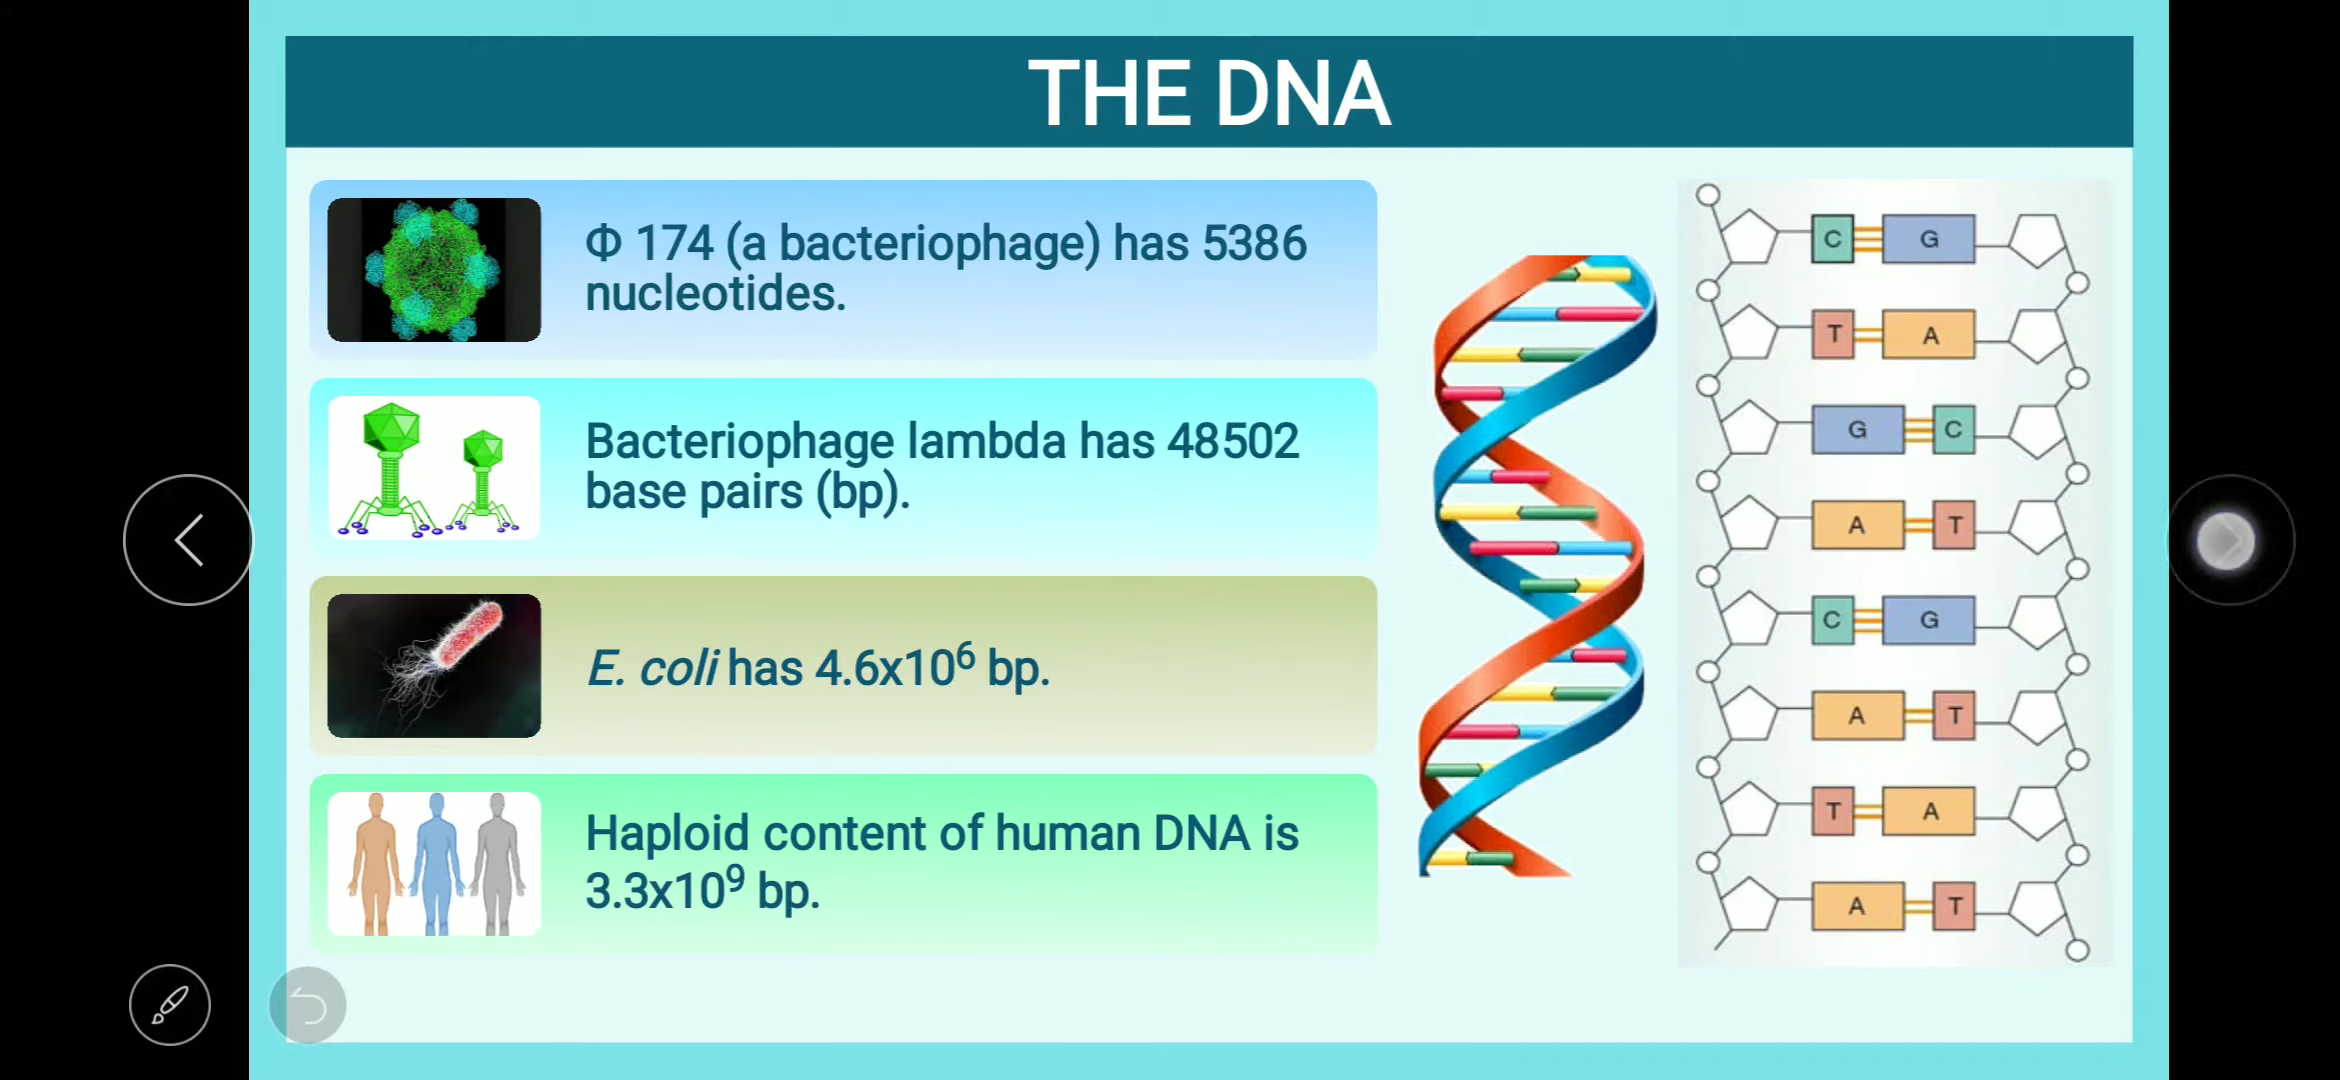 THE DNA
Φ 174 (a bacteriophage) has 5386
nucleotides.
Bacteriophage lambda has 48502
base pairs (bp).
E. coli has 4.6x10⁶ bp.
Haploid content of human DNA is
3.3x10⁹ bp.
C G
T A
G C
A T
C G
A T
T A
A T